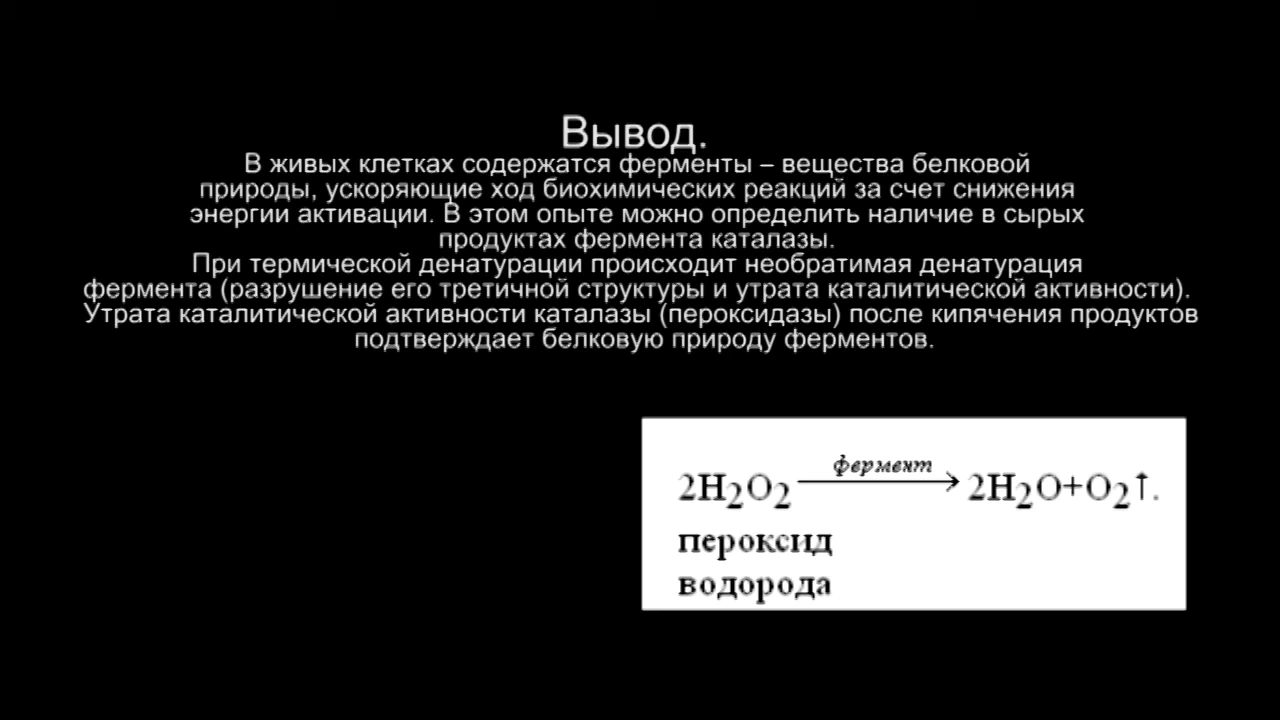 Вывод.
В живых клетках содержатся ферменты – вещества белковой
природы, ускоряющие ход биохимических реакций за счет снижения
энергии активации. В этом опыте можно определить наличие в сырых
продуктах фермента каталазы.
При термической денатурации происходит необратимая денатурация
фермента (разрушение его третичной структуры и утрата каталитической активности).
Утрата каталитической активности каталазы (пероксидазы) после кипячения продуктов
подтверждает белковую природу ферментов.
фермент
2H₂O₂ → 2H₂O+O₂↑.
пероксид
водорода